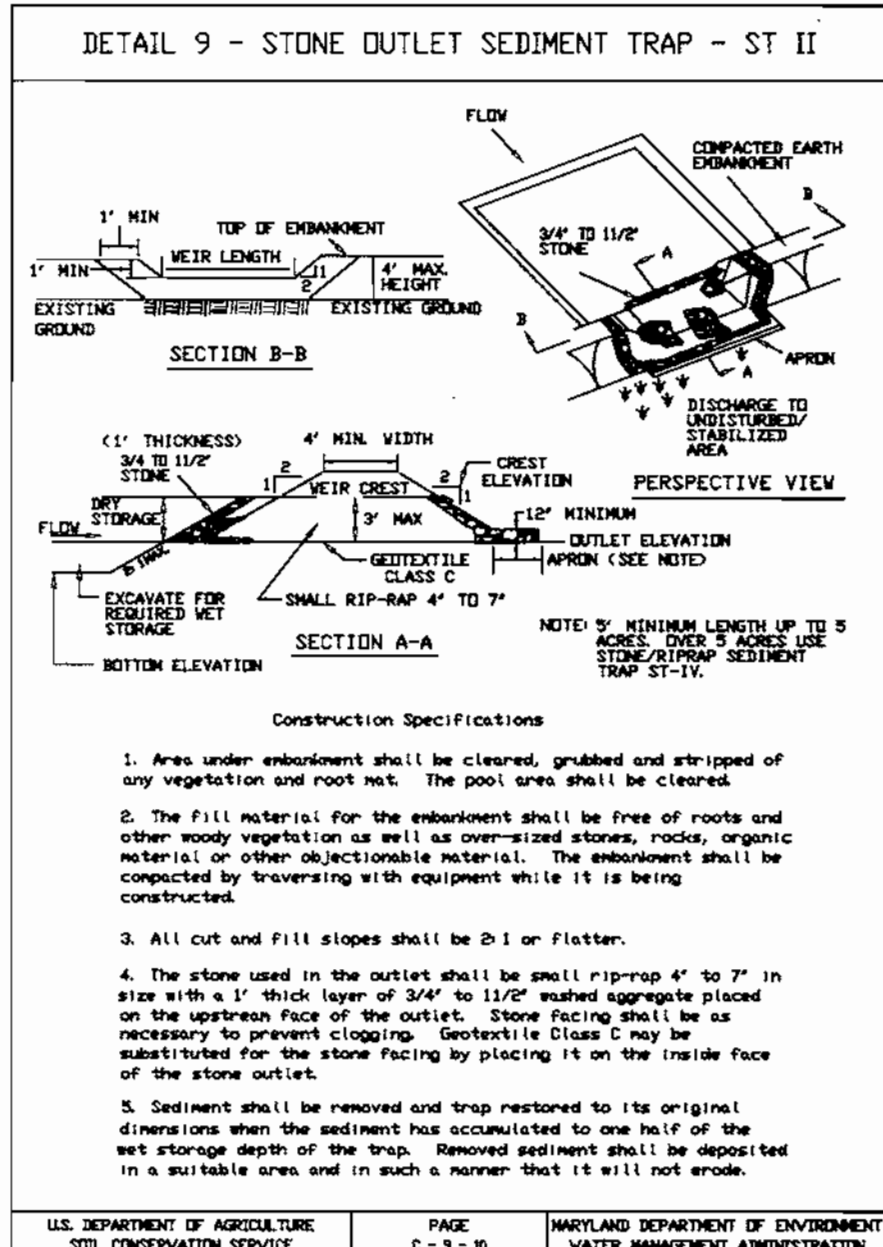 DETAIL 9 - STONE OUTLET SEDIMENT TRAP - ST II
FLOW
COMPACTED EARTH
EMBANKMENT
B
1' MIN
TOP OF EMBANKMENT
3/4" TO 11/2"
STONE
A
WEIR LENGTH
1' MIN
1
2
4' MAX.
HEIGHT
EXISTING
GROUND
EXISTING GROUND
B
SECTION B-B
APRON
A
DISCHARGE TO
UNDISTURBED/
STABILIZED
AREA
PERSPECTIVE VIEW
(1' THICKNESS)
3/4 TO 11/2"
STONE
4' MIN. WIDTH
2
1
2
1
CREST
ELEVATION
WEIR CREST
DRY
STORAGE
3' MAX
12" MINIMUM
FLOW
OUTLET ELEVATION
GEOTEXTILE
CLASS C
APRON (SEE NOTE)
MAX.
EXCAVATE FOR
REQUIRED WET
STORAGE
SMALL RIP-RAP 4" TO 7"
SECTION A-A
BOTTOM ELEVATION
NOTE: 5' MINIMUM LENGTH UP TO 5
ACRES. OVER 5 ACRES USE
STONE/RIPRAP SEDIMENT
TRAP ST-IV.
Construction Specifications
1. Area under embankment shall be cleared, grubbed and stripped of
any vegetation and root mat. The pool area shall be cleared.
2. The fill material for the embankment shall be free of roots and
other woody vegetation as well as over-sized stones, rocks, organic
material or other objectionable material. The embankment shall be
compacted by traversing with equipment while it is being
constructed.
3. All cut and fill slopes shall be 2:1 or flatter.
4. The stone used in the outlet shall be small rip-rap 4" to 7" in
size with a 1' thick layer of 3/4" to 11/2" washed aggregate placed
on the upstream face of the outlet. Stone facing shall be as
necessary to prevent clogging. Geotextile Class C may be
substituted for the stone facing by placing it on the inside face
of the stone outlet.
5. Sediment shall be removed and trap restored to its original
dimensions when the sediment has accumulated to one half of the
wet storage depth of the trap. Removed sediment shall be deposited
in a suitable area and in such a manner that it will not erode.
U.S. DEPARTMENT OF AGRICULTURE
SOIL CONSERVATION SERVICE
PAGE
C - 9 - 10
MARYLAND DEPARTMENT OF ENVIRONMENT
WATER MANAGEMENT ADMINISTRATION